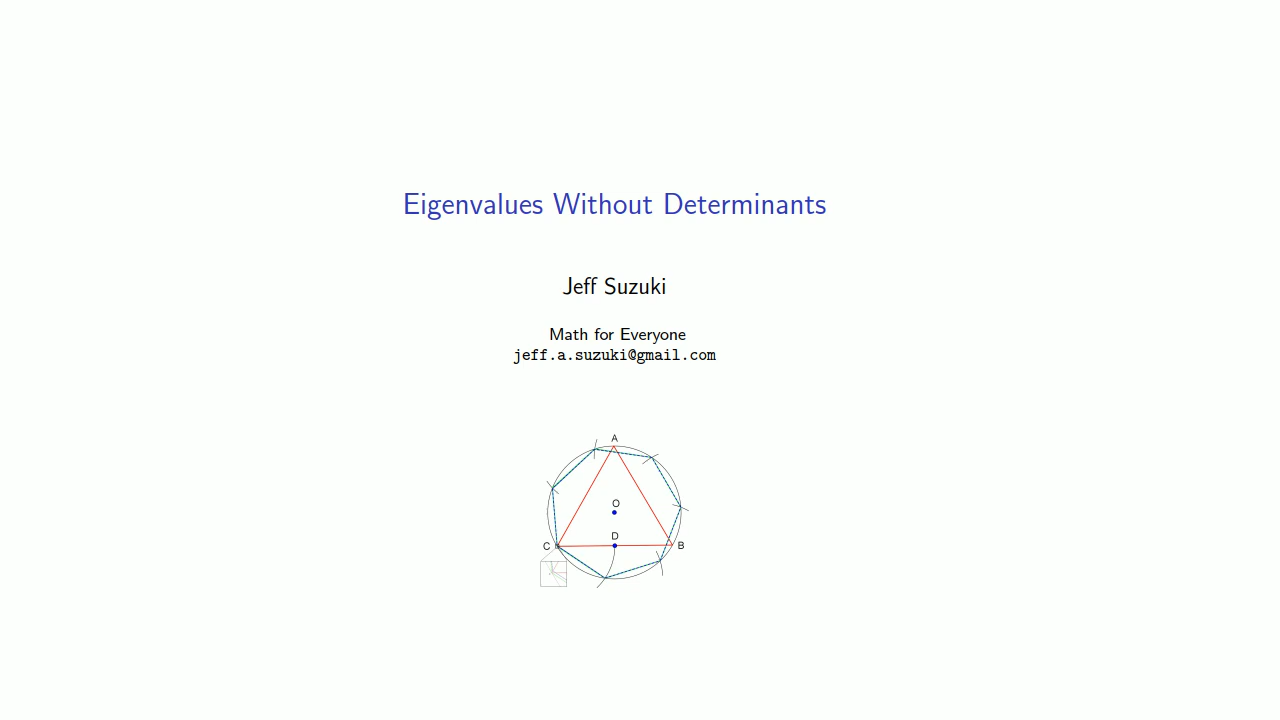 Eigenvalues Without Determinants
Jeff Suzuki
Math for Everyone
jeff.a.suzuki@gmail.com
A
O
D
C
B